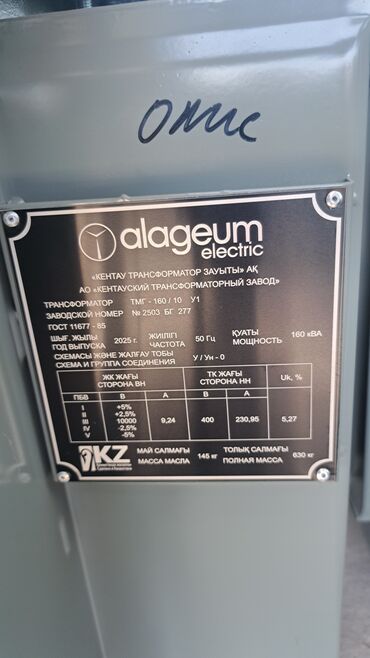 alageum
electric
«КЕНТАУ ТРАНСФОРМАТОР ЗАУЫТЫ» АҚ
АО «КЕНТАУСКИЙ ТРАНСФОРМАТОРНЫЙ ЗАВОД»
ТРАНСФОРМАТОР ТМГ - 160 / 10 У1
ЗАВОДСКОЙ НОМЕР № 2503 БГ 277
ГОСТ 11677 - 85
ШЫҒ. ЖЫЛЫ ЖИІЛІГІ ҚУАТЫ
ГОД ВЫПУСКА 2025 г. ЧАСТОТА 50 Гц МОЩНОСТЬ 160 кВА
СХЕМАСЫ ЖӘНЕ ЖАЛҒАУ ТОБЫ
СХЕМА И ГРУППА СОЕДИНЕНИЯ У / Ун - 0
ЖК ЖАҒЫ ТК ЖАҒЫ Uк, %
СТОРОНА ВН СТОРОНА НН
ПБВ В А В А
I +5%
II +2,5%
III 10000 9,24 400 230,95 5,27
IV -2,5%
V -5%
KZ
МАЙ САЛМАҒЫ ТОЛЫҚ САЛМАҒЫ
МАССА МАСЛА 145 кг ПОЛНАЯ МАССА 630 кг